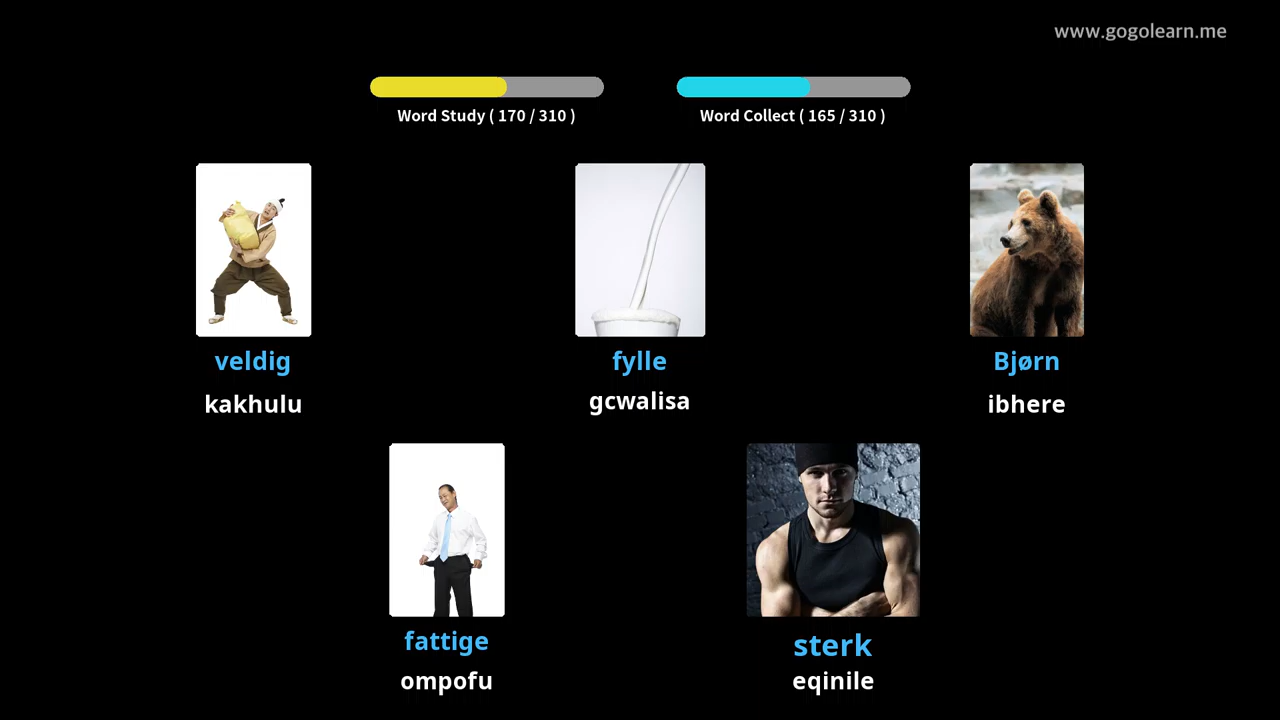 www.gogolearn.me
Word Study ( 170 / 310 )
Word Collect ( 165 / 310 )
veldig
kakhulu
fylle
gcwalisa
Bjørn
ibhere
fattige
ompofu
sterk
eqinile